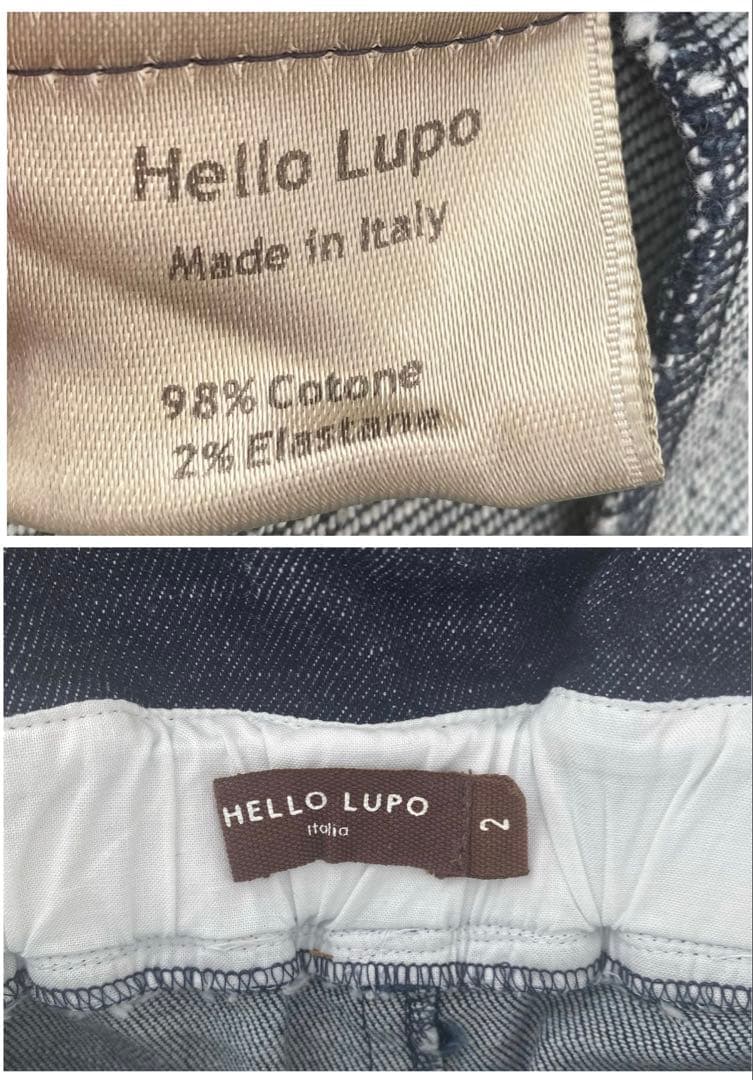 Hello Lupo
Made in Italy
98% Cotone
2% Elastane
HELLO LUPO
Italia
2